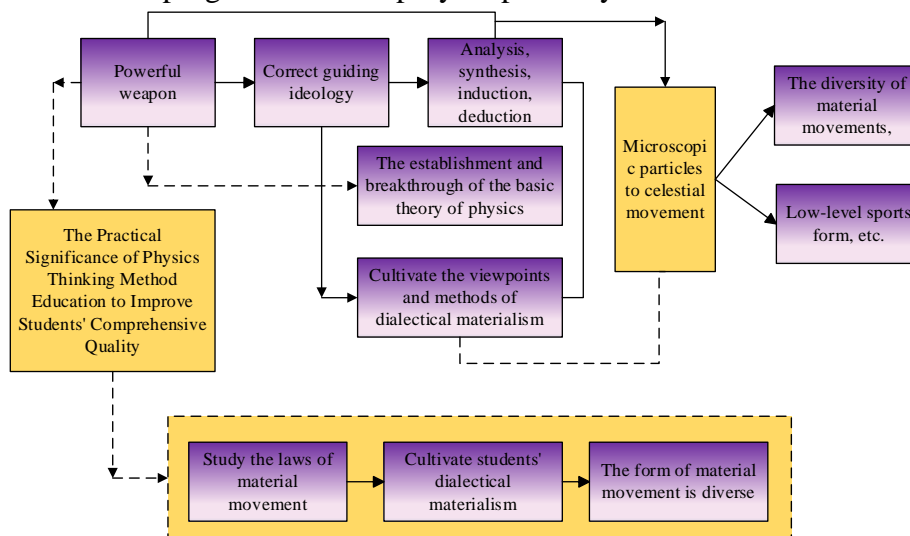 Powerful
weapon
Correct guiding
ideology
Analysis,
synthesis,
induction,
deduction
The establishment and
breakthrough of the basic
theory of physics
Cultivate the viewpoints
and methods of
dialectical materialism
Microscopi
c particles
to celestial
movement
The diversity of
material
movements,
Low-level sports
form, etc.
The Practical
Significance of Physics
Thinking Method
Education to Improve
Students' Comprehensive
Quality
Study the laws of
material
movement
Cultivate students'
dialectical
materialism
The form of material
movement is diverse